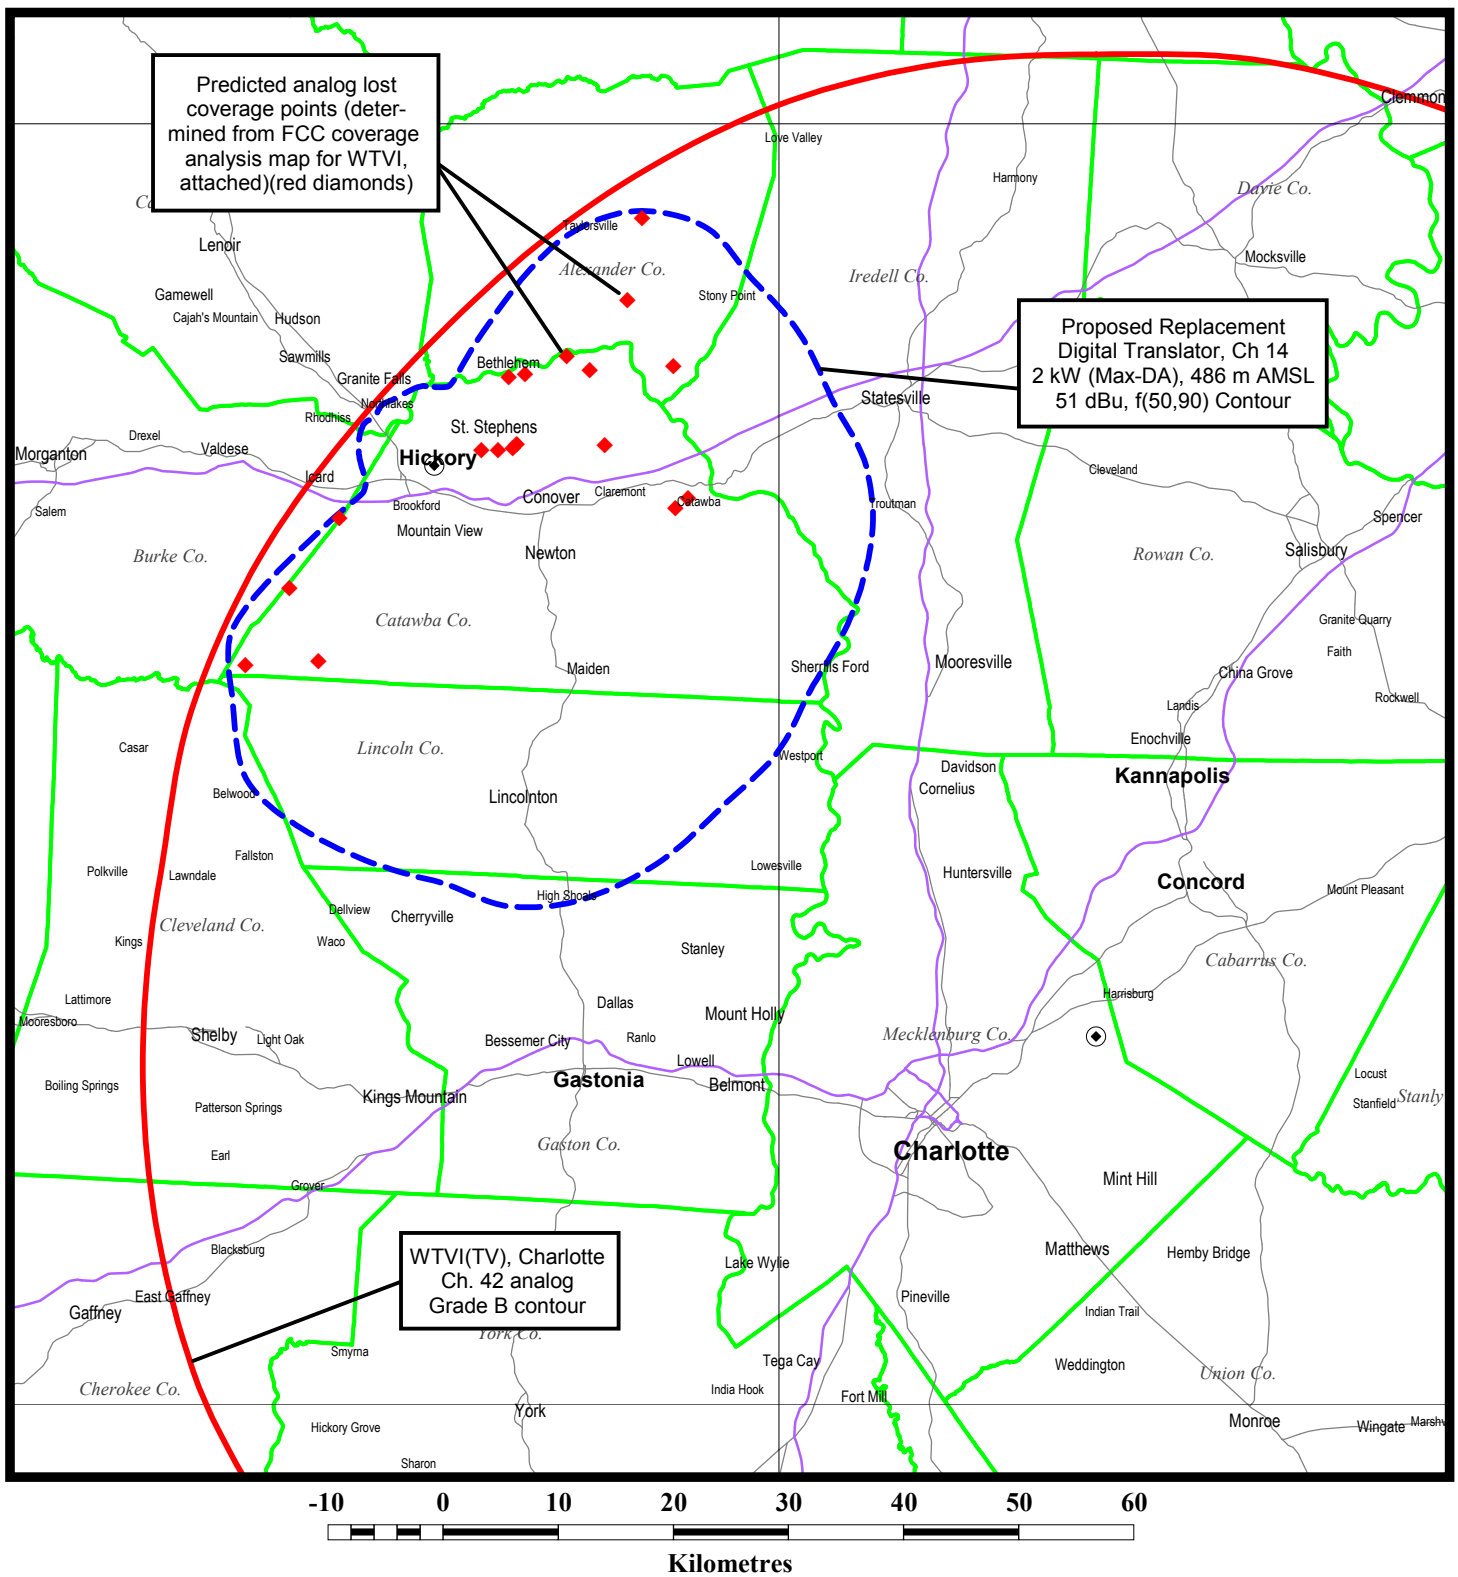 Predicted analog lost
coverage points (deter-
mined from FCC coverage
analysis map for WTVI,
attached)(red diamonds)
Clemmon
Love Valley
Harmony
Davie Co.
Taylorsville
Lenoir
Mocksville
Alexander Co.
Iredell Co.
Gamewell
Stony Point
Cajah's Mountain
Hudson
Proposed Replacement
Digital Translator, Ch 14
2 kW (Max-DA), 486 m AMSL
51 dBu, f(50,90) Contour
Sawmills
Bethlehem
Granite Falls
Northlakes
Statesville
Rhodhiss
St. Stephens
Drexel
Valdese
Morganton
Hickory
Icard
Cleveland
Conover
Claremont
Catawba
Brookford
Troutman
Salem
Mountain View
Spencer
Burke Co.
Newton
Rowan Co.
Salisbury
Catawba Co.
Granite Quarry
Faith
Maiden
Sherrills Ford
Mooresville
China Grove
Rockwell
Landis
Casar
Lincoln Co.
Westport
Enochville
Davidson
Kannapolis
Cornelius
Belwood
Lincolnton
Fallston
Lowesville
Polkville
Lawndale
Huntersville
Concord
Mount Pleasant
High Shoals
Dellview
Cherryville
Cleveland Co.
Kings
Waco
Stanley
Cabarrus Co.
Lattimore
Dallas
Harrisburg
Mooresboro
Mount Holly
Shelby
Light Oak
Bessemer City
Ranlo
Mecklenburg Co.
Lowell
Boiling Springs
Gastonia
Belmont
Locust
Kings Mountain
Patterson Springs
Stanfield
Stanly
Earl
Gaston Co.
Charlotte
Mint Hill
Grover
Blacksburg
WTVI(TV), Charlotte
Ch. 42 analog
Grade B contour
Matthews
Hemby Bridge
Lake Wylie
East Gaffney
Gaffney
Pineville
Indian Trail
York Co.
Smyrna
Tega Cay
Weddington
Union Co.
Cherokee Co.
India Hook
Fort Mill
York
Monroe
Hickory Grove
Wingate
Marshv
Sharon
-10 0 10 20 30 40 50 60
Kilometres